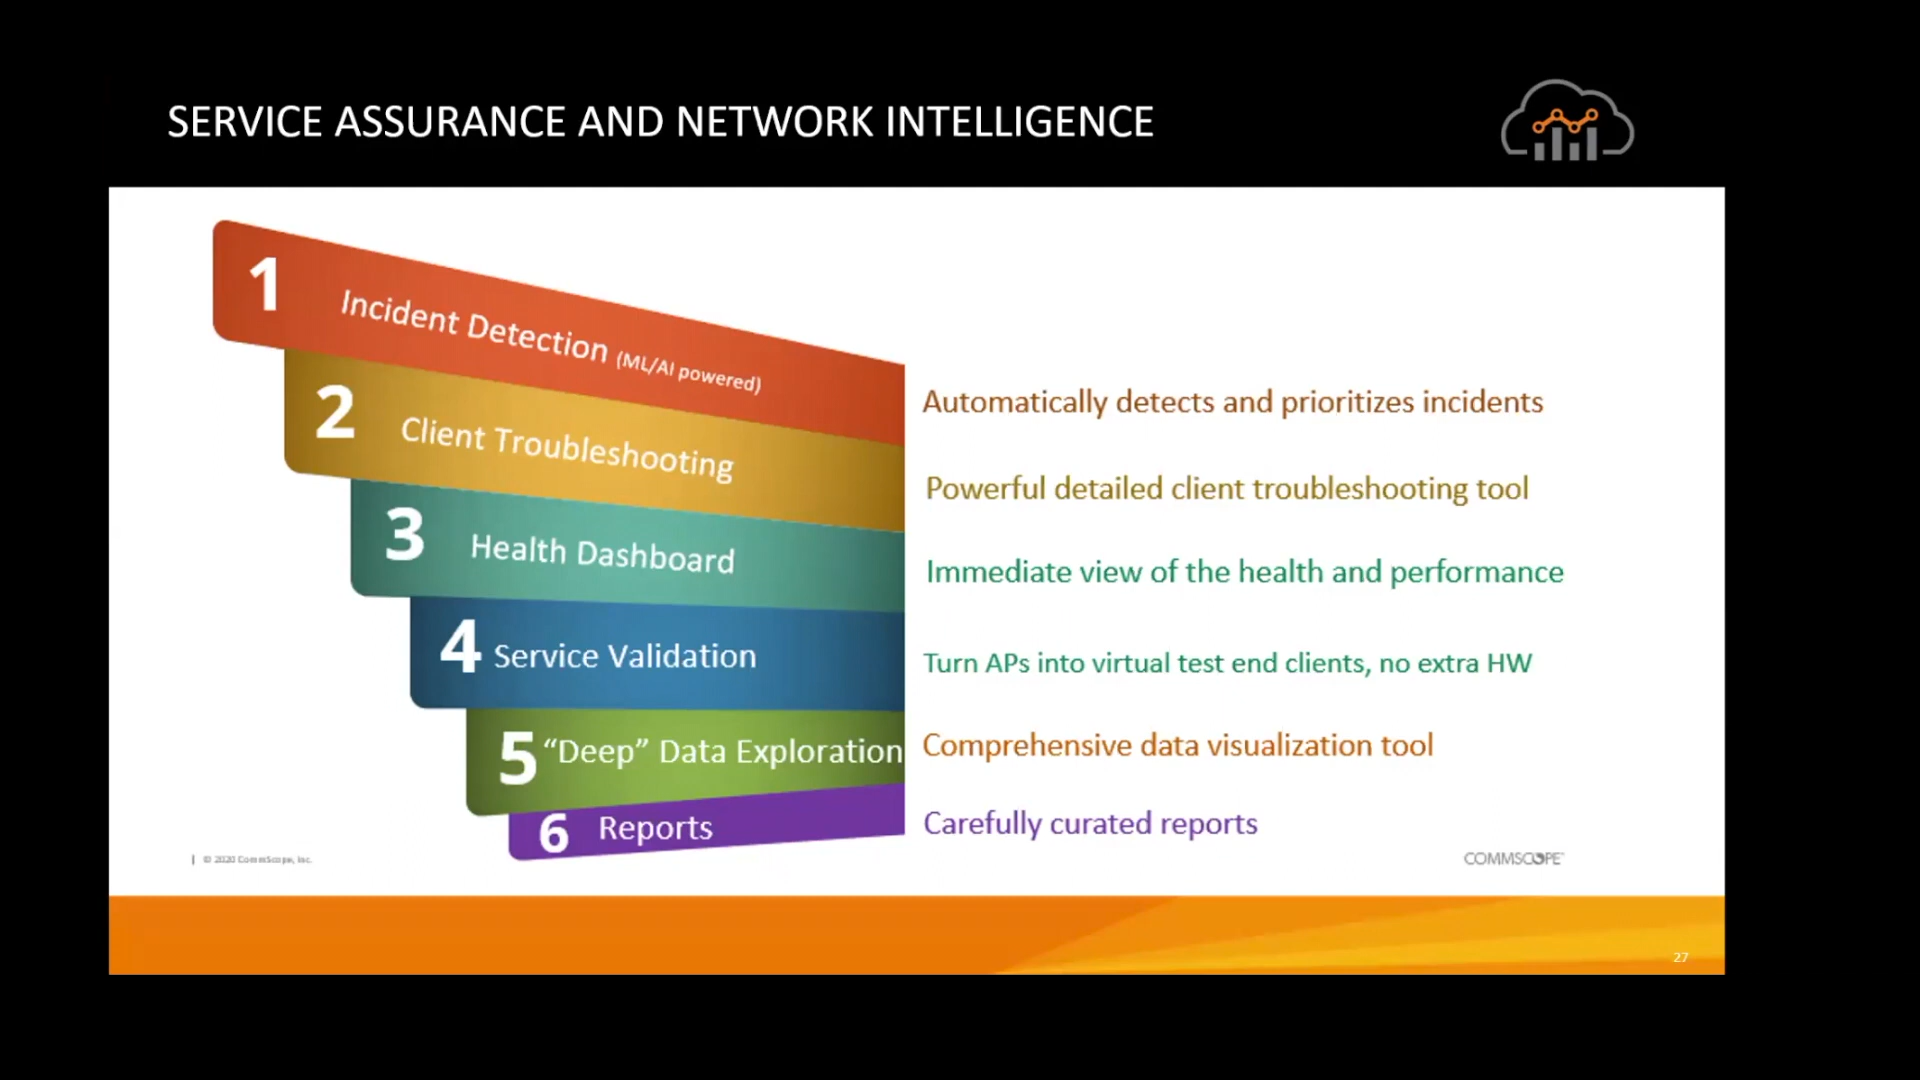 SERVICE ASSURANCE AND NETWORK INTELLIGENCE
1 Incident Detection (ML/AI powered)
Automatically detects and prioritizes incidents
2 Client Troubleshooting
Powerful detailed client troubleshooting tool
3 Health Dashboard
Immediate view of the health and performance
4 Service Validation
Turn APs into virtual test end clients, no extra HW
5 “Deep” Data Exploration
Comprehensive data visualization tool
6 Reports
Carefully curated reports
| © 2020 CommScope, Inc.
COMMSCOPE™
27